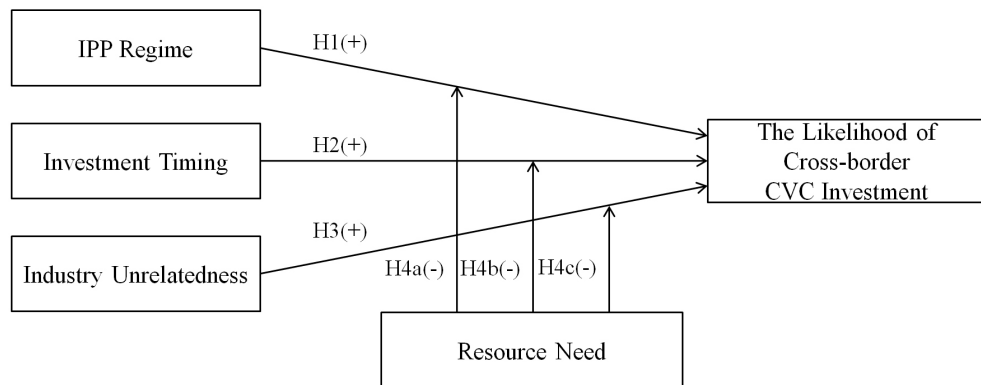 IPP Regime
H1(+)
Investment Timing
H2(+)
The Likelihood of
Cross-border
CVC Investment
Industry Unrelatedness
H3(+)
H4a(-)
H4b(-)
H4c(-)
Resource Need